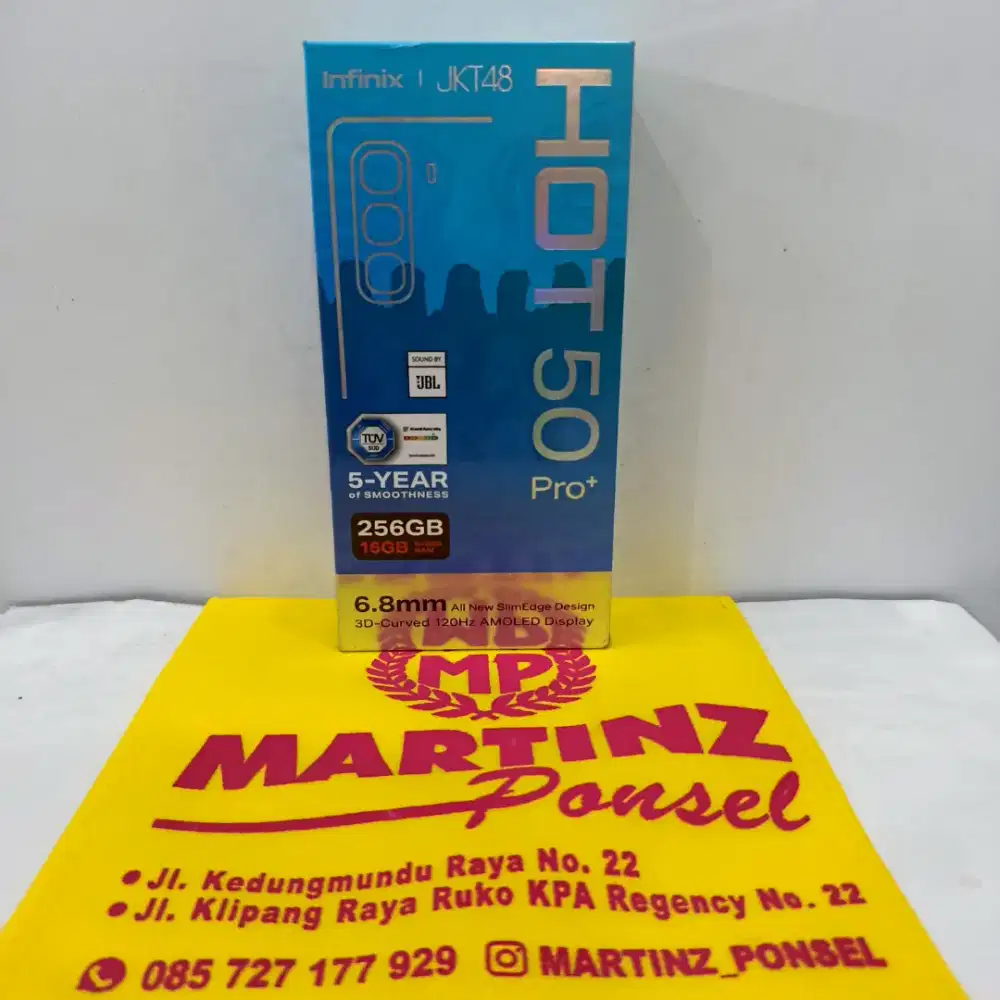 Infinix | JKT48
HOT 50
Pro+
SOUND BY
JBL
TÜV
SÜD
5-YEAR
of SMOOTHNESS
256GB
16GB
6.8mm All New SlimEdge Design
3D-Curved 120Hz AMOLED Display
MP
MARTINZ
Ponsel
• Jl. Kedungmundu Raya No. 22
• Jl. Klipang Raya Ruko KPA Regency No. 22
085 727 177 929 MARTINZ_PONSEL